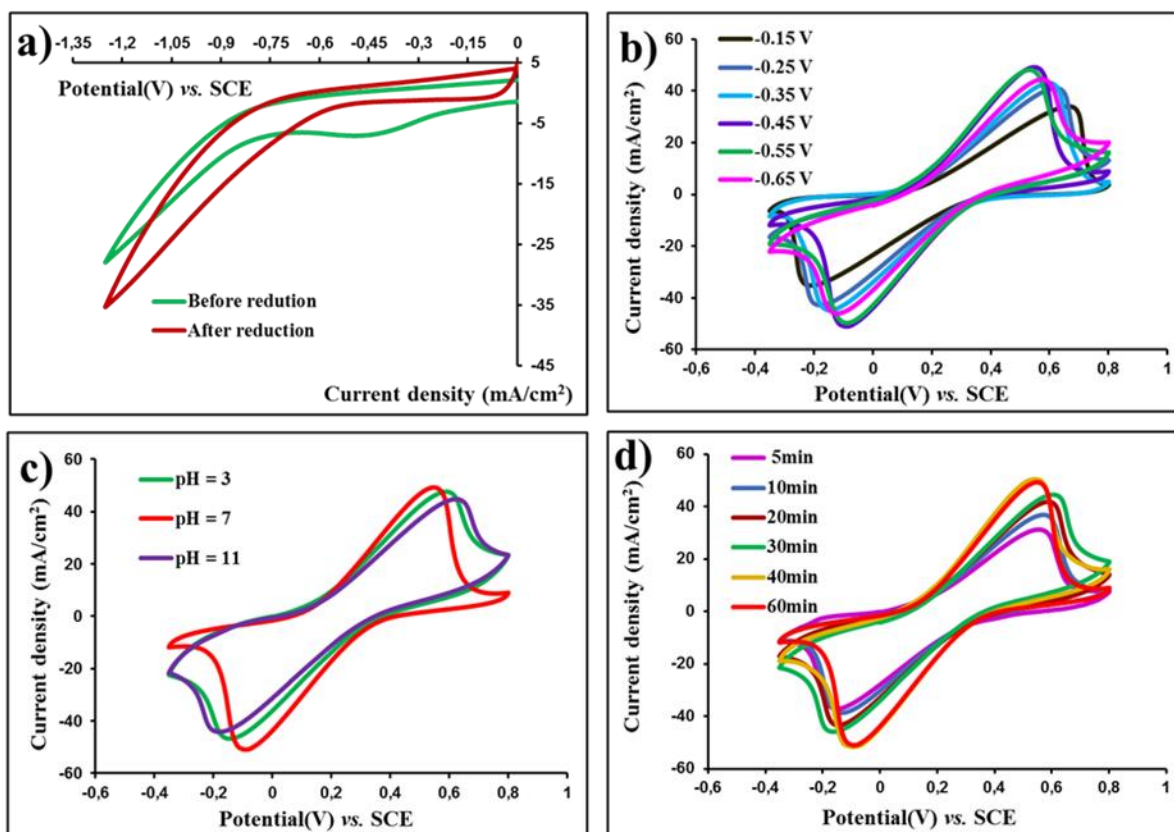 a)
-1,35 -1,2 -1,05 -0,9 -0,75 -0,6 -0,45 -0,3 -0,15 0
Potential(V) vs. SCE
5
-5
-15
-25
-35
-45
Before redution
After reduction
Current density (mA/cm²)
b)
-0.15 V
-0.25 V
-0.35 V
-0.45 V
-0.55 V
-0.65 V
Current density (mA/cm²)
60
40
20
0
-20
-40
-60
-0,6 -0,4 -0,2 0 0,2 0,4 0,6 0,8 1
Potential(V) vs. SCE
c)
pH = 3
pH = 7
pH = 11
Current density (mA/cm²)
60
40
20
0
-20
-40
-60
-0,6 -0,4 -0,2 0 0,2 0,4 0,6 0,8 1
Potential(V) vs. SCE
d)
5min
10min
20min
30min
40min
60min
Current density (mA/cm²)
60
40
20
0
-20
-40
-60
-0,6 -0,4 -0,2 0 0,2 0,4 0,6 0,8 1
Potential(V) vs. SCE